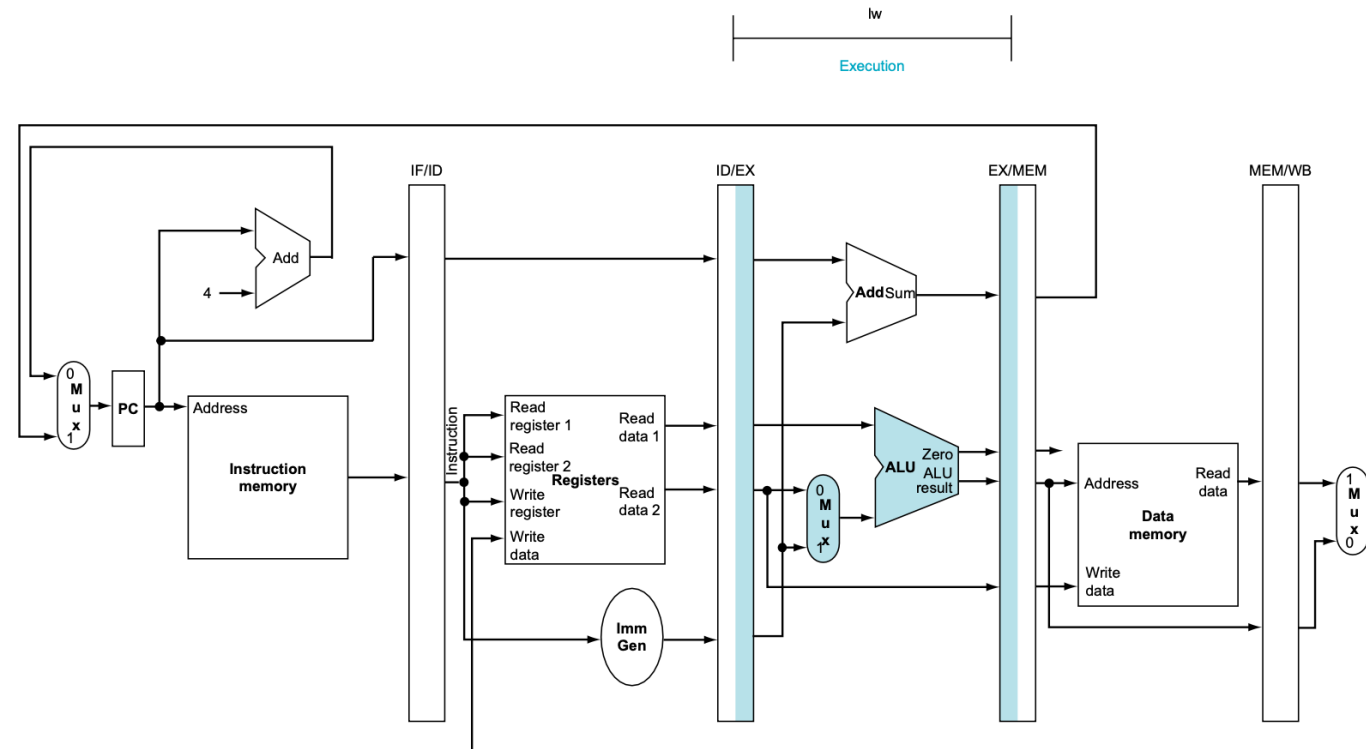 lw
Execution
IF/ID
ID/EX
EX/MEM
MEM/WB
Add
4
Add Sum
0
M
u
x
1
PC
Address
Instruction
memory
Instruction
Read
register 1
Read
register 2
Write
register
Write
data
Registers
Read
data 1
Read
data 2
Imm
Gen
0
M
u
x
1
ALU
Zero
ALU
result
Address
Write
data
Data
memory
Read
data
1
M
u
x
0